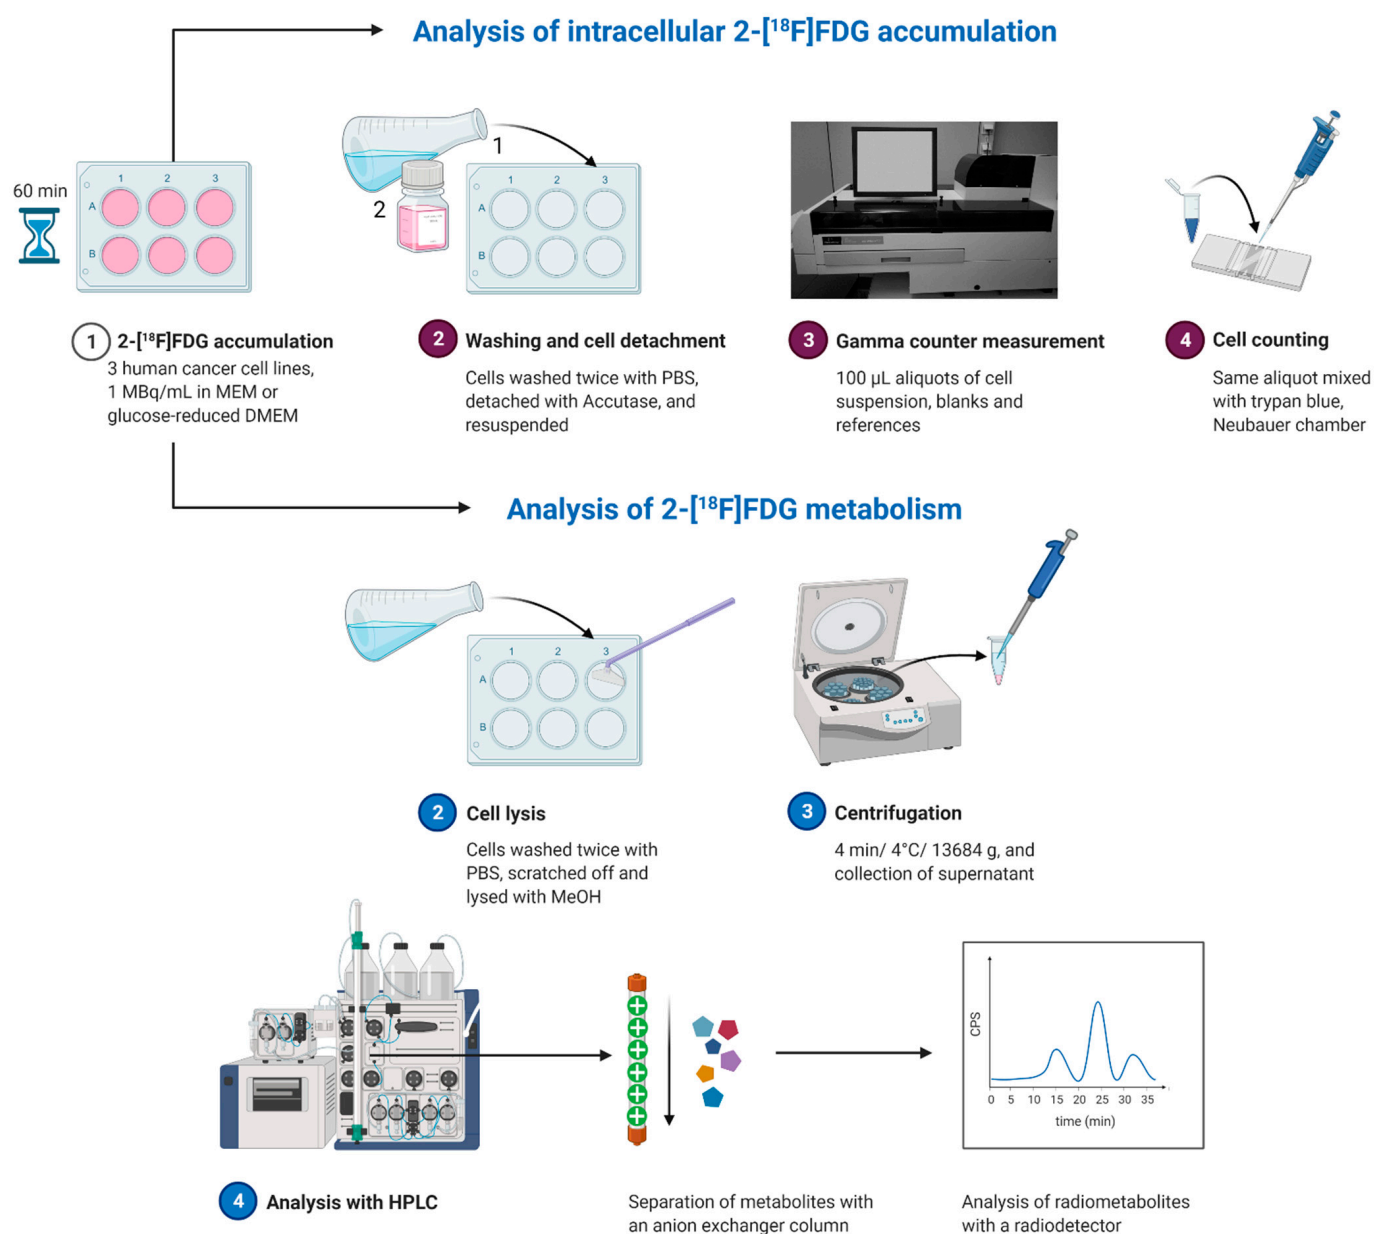 Analysis of intracellular 2-[¹⁸F]FDG accumulation
60 min
1 2 3
A
B
1
2
1 2 3
A
B
1 2-[¹⁸F]FDG accumulation
3 human cancer cell lines,
1 MBq/mL in MEM or
glucose-reduced DMEM
2 Washing and cell detachment
Cells washed twice with PBS,
detached with Accutase, and
resuspended
3 Gamma counter measurement
100 µL aliquots of cell
suspension, blanks and
references
4 Cell counting
Same aliquot mixed
with trypan blue,
Neubauer chamber
Analysis of 2-[¹⁸F]FDG metabolism
1 2 3
A
B
2 Cell lysis
Cells washed twice with
PBS, scratched off and
lysed with MeOH
3 Centrifugation
4 min/ 4°C/ 13684 g, and
collection of supernatant
CPS
0 5 10 15 20 25 30 35
time (min)
4 Analysis with HPLC
Separation of metabolites with
an anion exchanger column
Analysis of radiometabolites
with a radiodetector